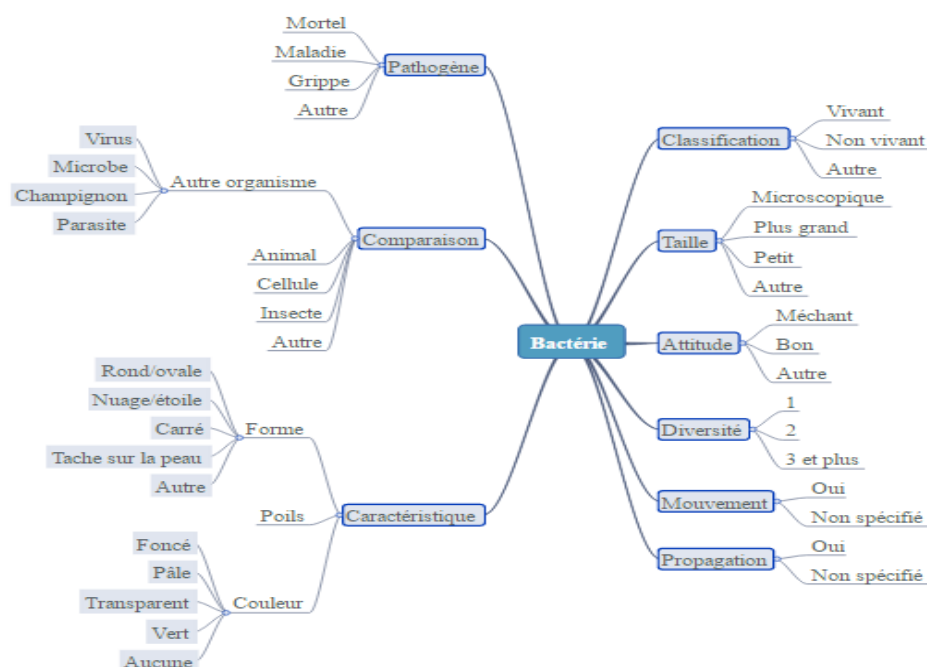 Bactérie
Pathogène
Mortel
Maladie
Grippe
Autre
Comparaison
Autre organisme
Virus
Microbe
Champignon
Parasite
Animal
Cellule
Insecte
Autre
Caractéristique
Forme
Rond/ovale
Nuage/étoile
Carré
Tache sur la peau
Autre
Poils
Couleur
Foncé
Pâle
Transparent
Vert
Aucune
Classification
Vivant
Non vivant
Autre
Taille
Microscopique
Plus grand
Petit
Autre
Attitude
Méchant
Bon
Autre
Diversité
1
2
3 et plus
Mouvement
Oui
Non spécifié
Propagation
Oui
Non spécifié